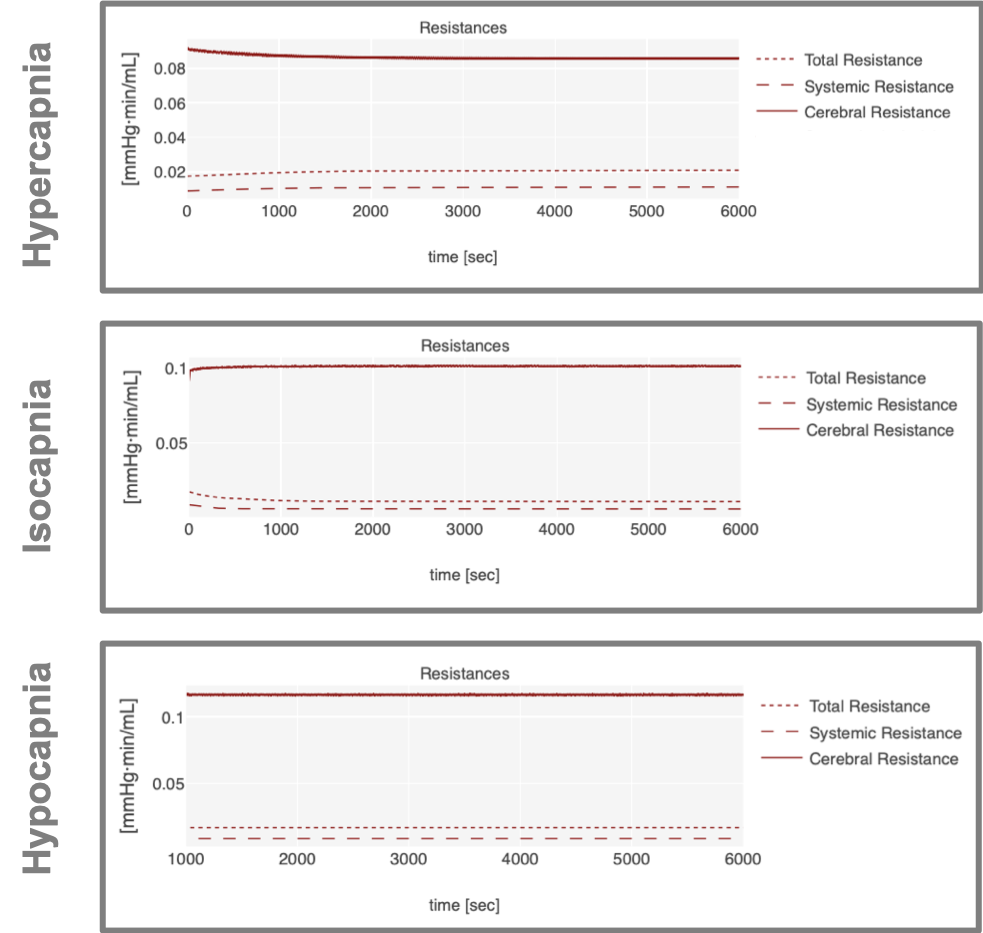 Hypercapnia
Resistances
[mmHg·min/mL]
0.08
0.06
0.04
0.02
0 1000 2000 3000 4000 5000 6000
time [sec]
Total Resistance
Systemic Resistance
Cerebral Resistance
Isocapnia
Resistances
[mmHg·min/mL]
0.1
0.05
0 1000 2000 3000 4000 5000 6000
time [sec]
Total Resistance
Systemic Resistance
Cerebral Resistance
Hypocapnia
Resistances
[mmHg·min/mL]
0.1
0.05
1000 2000 3000 4000 5000 6000
time [sec]
Total Resistance
Systemic Resistance
Cerebral Resistance